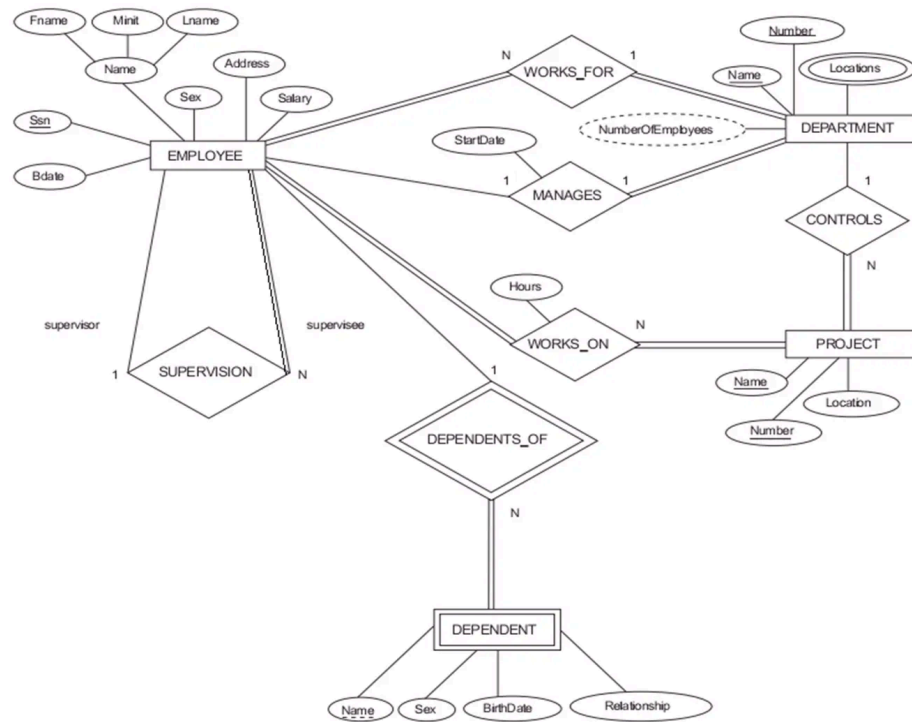 Fname
Minit
Lname
Name
Address
Sex
Salary
Ssn
Bdate
EMPLOYEE
N
WORKS_FOR
1
Number
Name
Locations
NumberOfEmployees
DEPARTMENT
StartDate
1
MANAGES
1
1
CONTROLS
N
supervisor
supervisee
1
SUPERVISION
N
Hours
WORKS_ON
N
PROJECT
Name
Number
Location
1
DEPENDENTS_OF
N
DEPENDENT
Name
Sex
BirthDate
Relationship